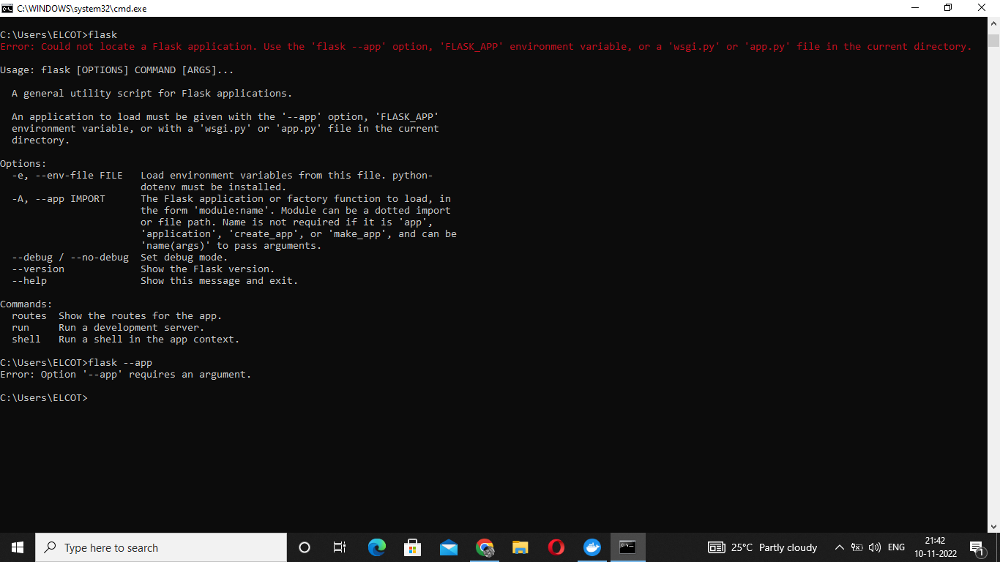 C:\WINDOWS\system32\cmd.exe
C:\Users\ELCOT>flask
Error: Could not locate a Flask application. Use the 'flask --app' option, 'FLASK_APP' environment variable, or a 'wsgi.py' or 'app.py' file in the current directory.
Usage: flask [OPTIONS] COMMAND [ARGS]...
A general utility script for Flask applications.
An application to load must be given with the '--app' option, 'FLASK_APP'
environment variable, or with a 'wsgi.py' or 'app.py' file in the current
directory.
Options:
-e, --env-file FILE   Load environment variables from this file. python-
dotenv must be installed.
-A, --app IMPORT      The Flask application or factory function to load, in
the form 'module:name'. Module can be a dotted import
or file path. Name is not required if it is 'app',
'application', 'create_app', or 'make_app', and can be
'name(args)' to pass arguments.
--debug / --no-debug  Set debug mode.
--version             Show the Flask version.
--help                Show this message and exit.
Commands:
routes  Show the routes for the app.
run     Run a development server.
shell   Run a shell in the app context.
C:\Users\ELCOT>flask --app
Error: Option '--app' requires an argument.
C:\Users\ELCOT>
Type here to search
25°C Partly cloudy
ENG
21:42
10-11-2022
1